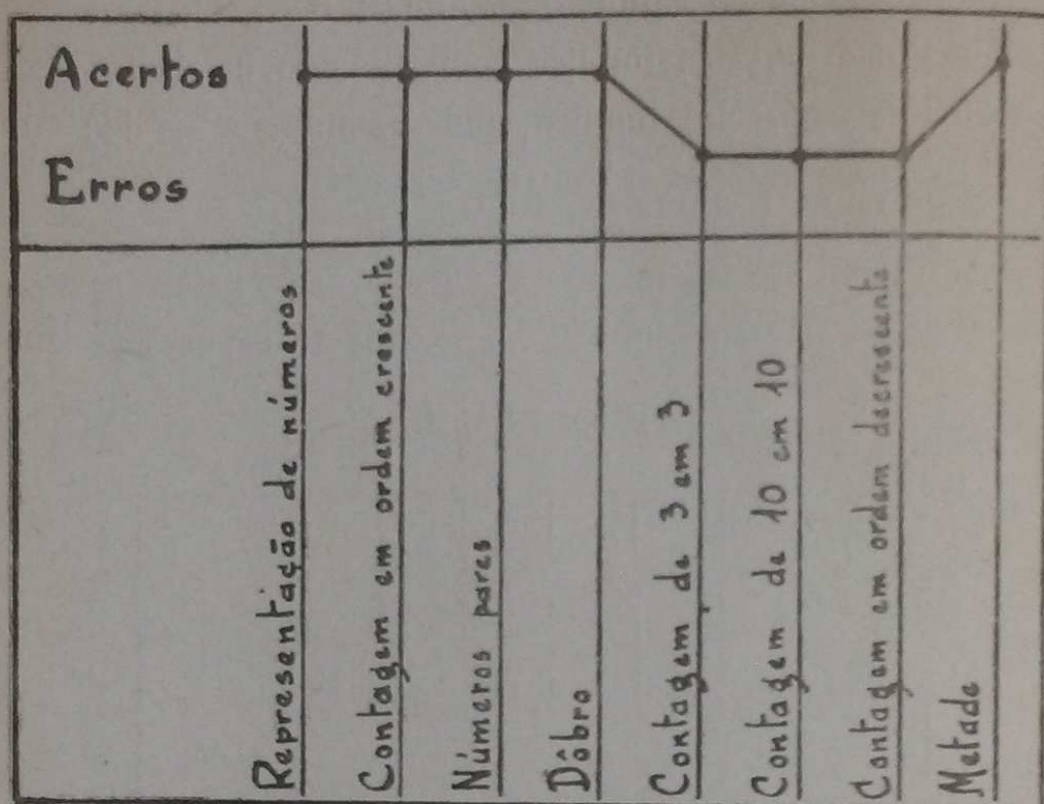 Acertos
Erros
Representação de números
Contagem em ordem crescente
Números pares
Dôbro
Contagem de 3 em 3
Contagem de 10 em 10
Contagem em ordem decrescente
Metade